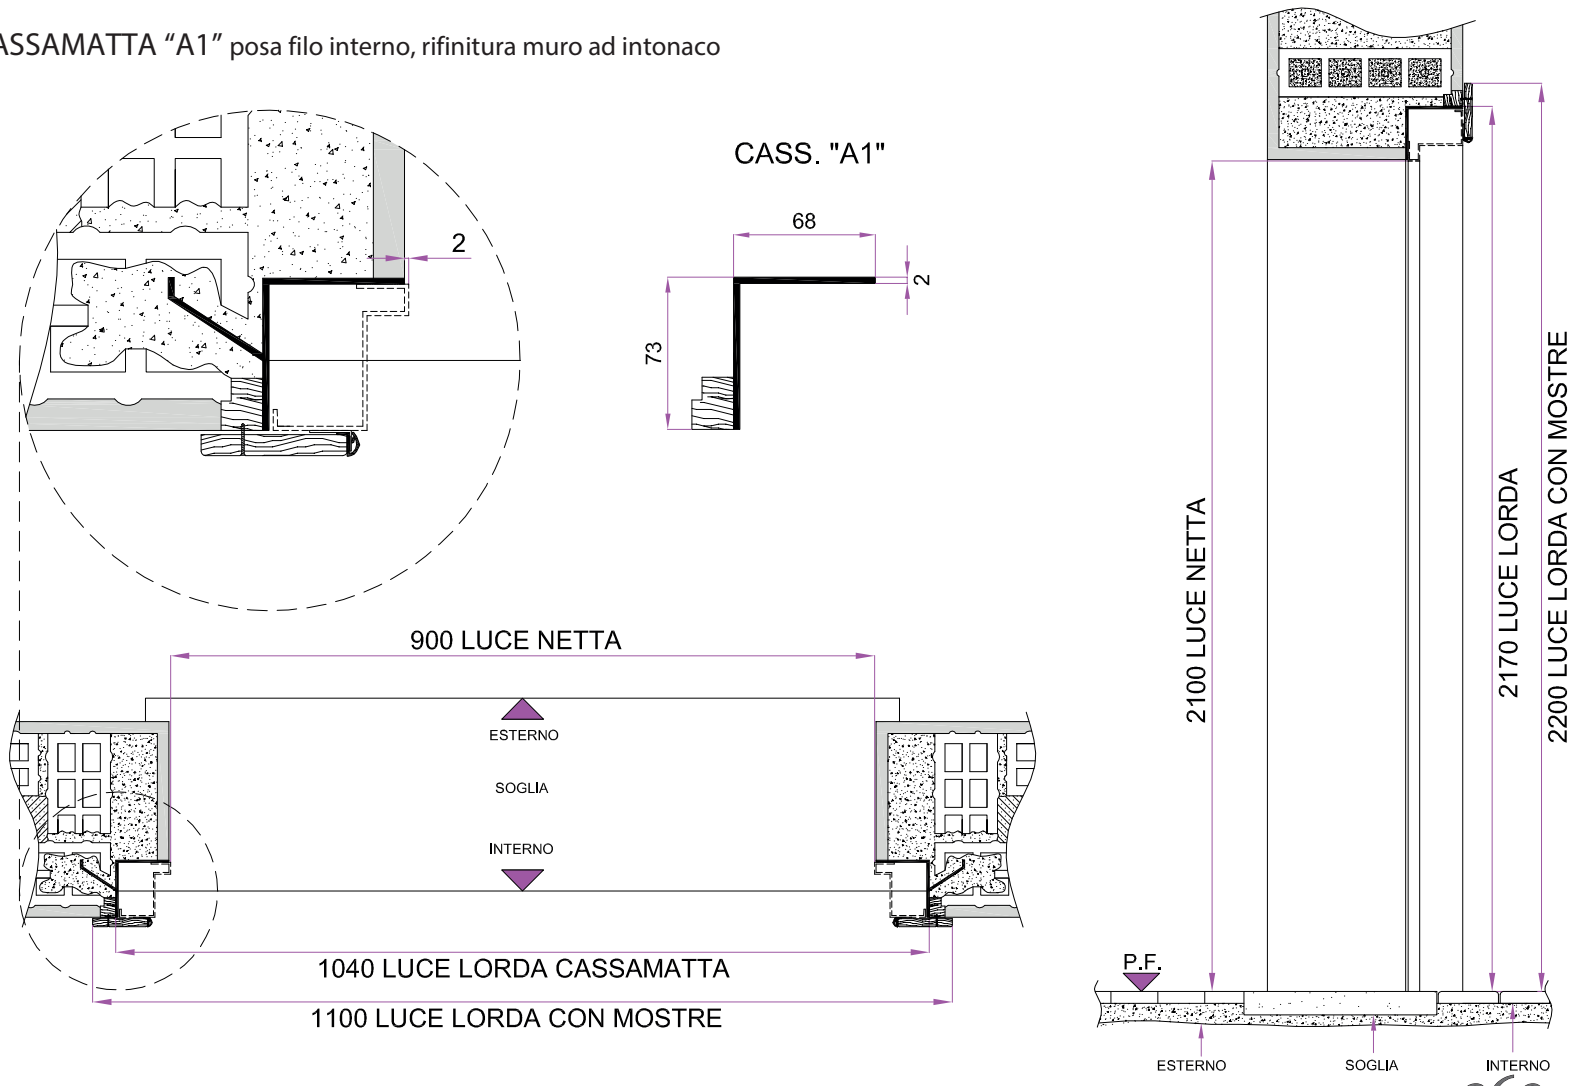 ASSAMATTA “A1” posa filo interno, rifinitura muro ad intonaco
CASS. "A1"
68
2
2
73
900 LUCE NETTA
ESTERNO
SOGLIA
INTERNO
1040 LUCE LORDA CASSAMATTA
1100 LUCE LORDA CON MOSTRE
2100 LUCE NETTA
2170 LUCE LORDA
2200 LUCE LORDA CON MOSTRE
P.F.
ESTERNO
SOGLIA
INTERNO